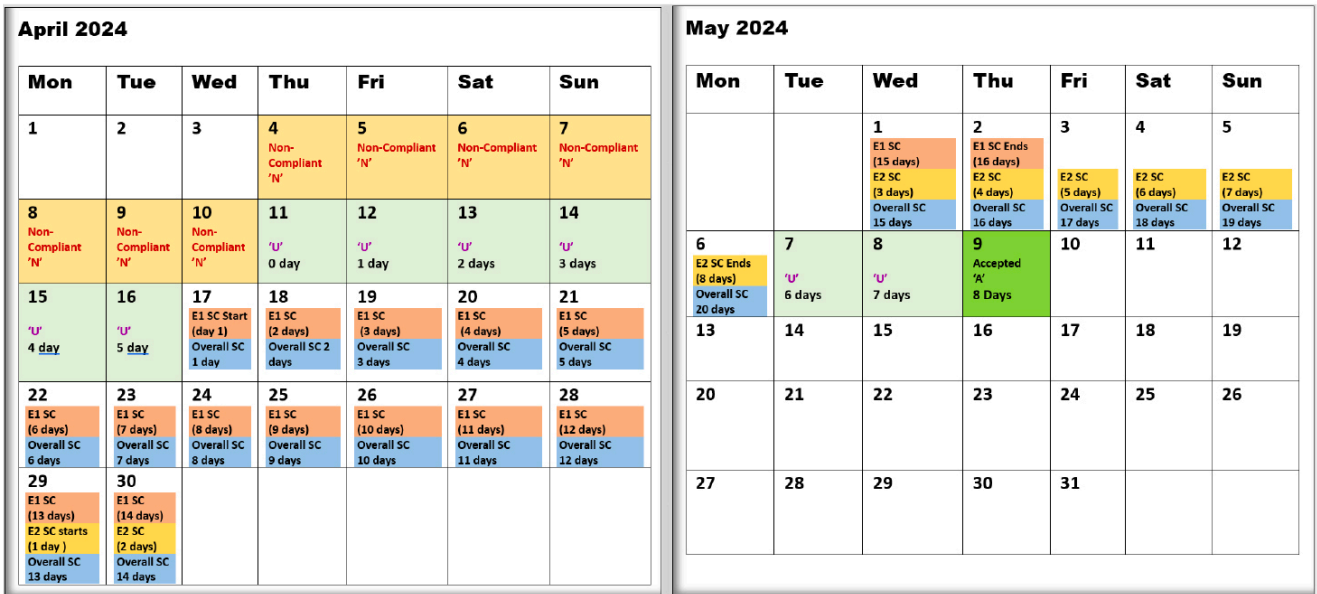 April 2024
Mon Tue Wed Thu Fri Sat Sun
1
2
3
4
Non-
Compliant
'N'
5
Non-Compliant
'N'
6
Non-Compliant
'N'
7
Non-Compliant
'N'
8
Non-
Compliant
'N'
9
Non-
Compliant
'N'
10
Non-
Compliant
'N'
11
'U'
0 day
12
'U'
1 day
13
'U'
2 days
14
'U'
3 days
15
'U'
4 day
16
'U'
5 day
17
E1 SC Start
(day 1)
Overall SC
1 day
18
E1 SC
(2 days)
Overall SC 2
days
19
E1 SC
(3 days)
Overall SC
3 days
20
E1 SC
(4 days)
Overall SC
4 days
21
E1 SC
(5 days)
Overall SC
5 days
22
E1 SC
(6 days)
Overall SC
6 days
23
E1 SC
(7 days)
Overall SC
7 days
24
E1 SC
(8 days)
Overall SC
8 days
25
E1 SC
(9 days)
Overall SC
9 days
26
E1 SC
(10 days)
Overall SC
10 days
27
E1 SC
(11 days)
Overall SC
11 days
28
E1 SC
(12 days)
Overall SC
12 days
29
E1 SC
(13 days)
E2 SC starts
(1 day )
Overall SC
13 days
30
E1 SC
(14 days)
E2 SC
(2 days)
Overall SC
14 days
May 2024
Mon Tue Wed Thu Fri Sat Sun
1
E1 SC
(15 days)
E2 SC
(3 days)
Overall SC
15 days
2
E1 SC Ends
(16 days)
E2 SC
(4 days)
Overall SC
16 days
3
E2 SC
(5 days)
Overall SC
17 days
4
E2 SC
(6 days)
Overall SC
18 days
5
E2 SC
(7 days)
Overall SC
19 days
6
E2 SC Ends
(8 days)
Overall SC
20 days
7
'U'
6 days
8
'U'
7 days
9
Accepted
'A'
8 Days
10
11
12
13
14
15
16
17
18
19
20
21
22
23
24
25
26
27
28
29
30
31